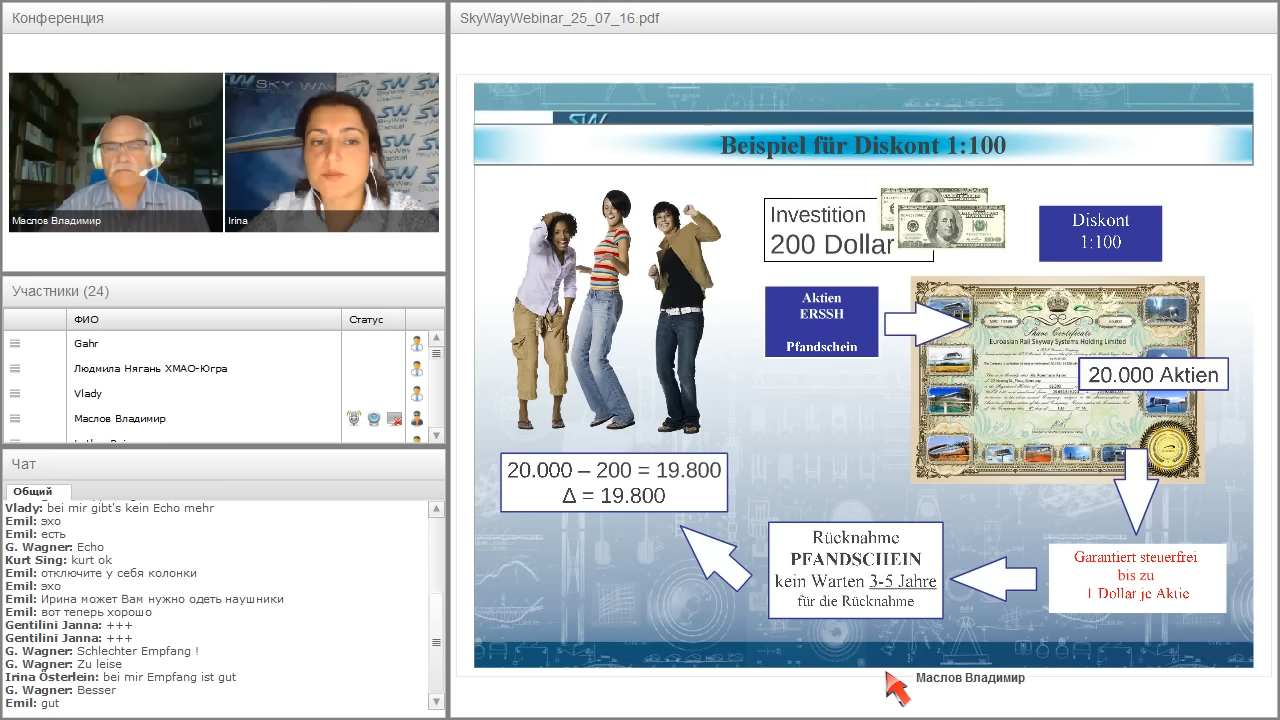 Конференция
Маслов Владимир
Irina
Участники (24)
ФИО
Статус
Gahr
Людмила Нягань ХМАО-Югра
Vlady
Маслов Владимир
Чат
Общий
Vlady: bei mir gibt's kein Echo mehr
Emil: эхо
Emil: есть
G. Wagner: Echo
Kurt Sing: kurt ok
Emil: отключите у себя колонки
Emil: эхо
Emil: Ирина может Вам нужно одеть наушники
Emil: вот теперь хорошо
Gentilini Janna: +++
Gentilini Janna: +++
G. Wagner: Schlechter Empfang !
G. Wagner: Zu leise
Irina Osterlein: bei mir Empfang ist gut
G. Wagner: Besser
Emil: gut
SkyWayWebinar_25_07_16.pdf
SW
Beispiel für Diskont 1:100
Investition
200 Dollar
Diskont
1:100
Aktien
ERSSH
Pfandschein
Share Certificate
Euroasian Rail Skyway Systems Holding Limited
20.000 Aktien
20.000 – 200 = 19.800
Δ = 19.800
Rücknahme
PFANDSCHEIN
kein Warten 3-5 Jahre
für die Rücknahme
Garantiert steuerfrei
bis zu
1 Dollar je Aktie
Маслов Владимир